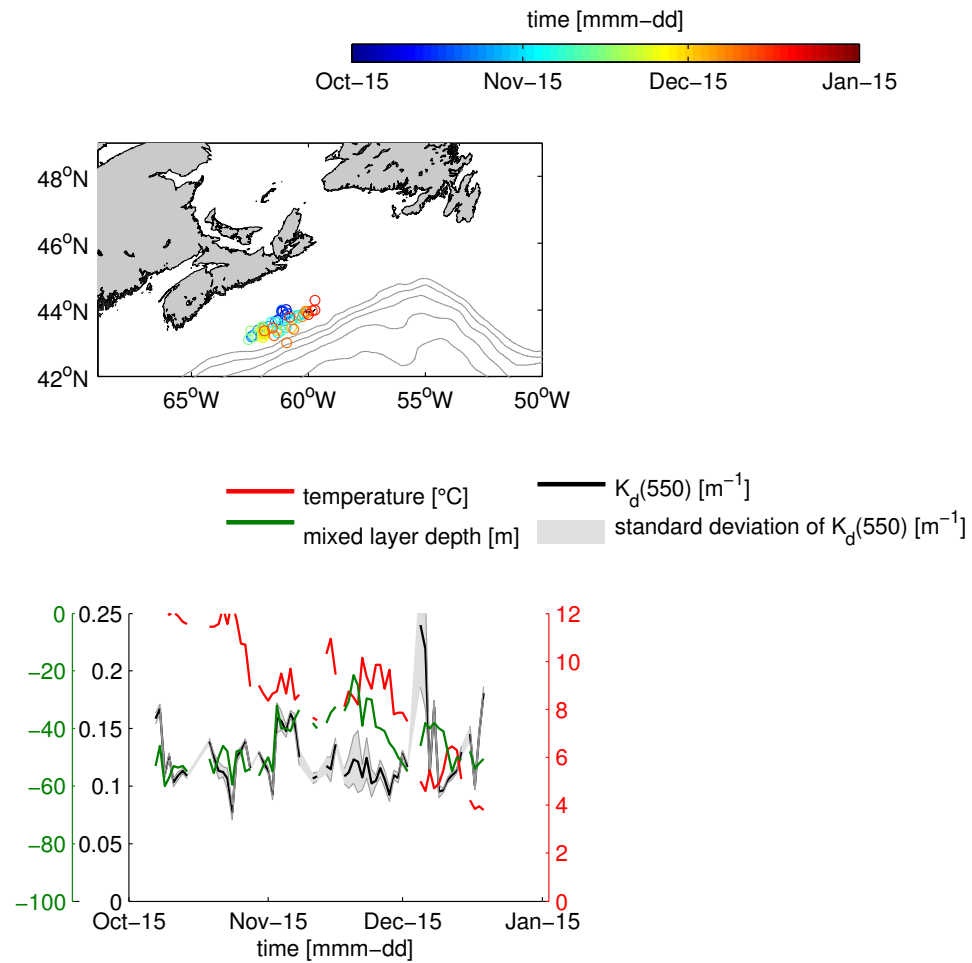 time [mmm−dd]
Oct−15 Nov−15 Dec−15 Jan−15
48°N
46°N
44°N
42°N
65°W 60°W 55°W 50°W
temperature [°C]
K_d(550) [m⁻¹]
mixed layer depth [m]
standard deviation of K_d(550) [m⁻¹]
0 0.25 12
−20 0.2 10
8
−40 0.15
6
−60 0.1
4
−80 0.05
2
−100 0 0
Oct−15 Nov−15 Dec−15 Jan−15
time [mmm−dd]